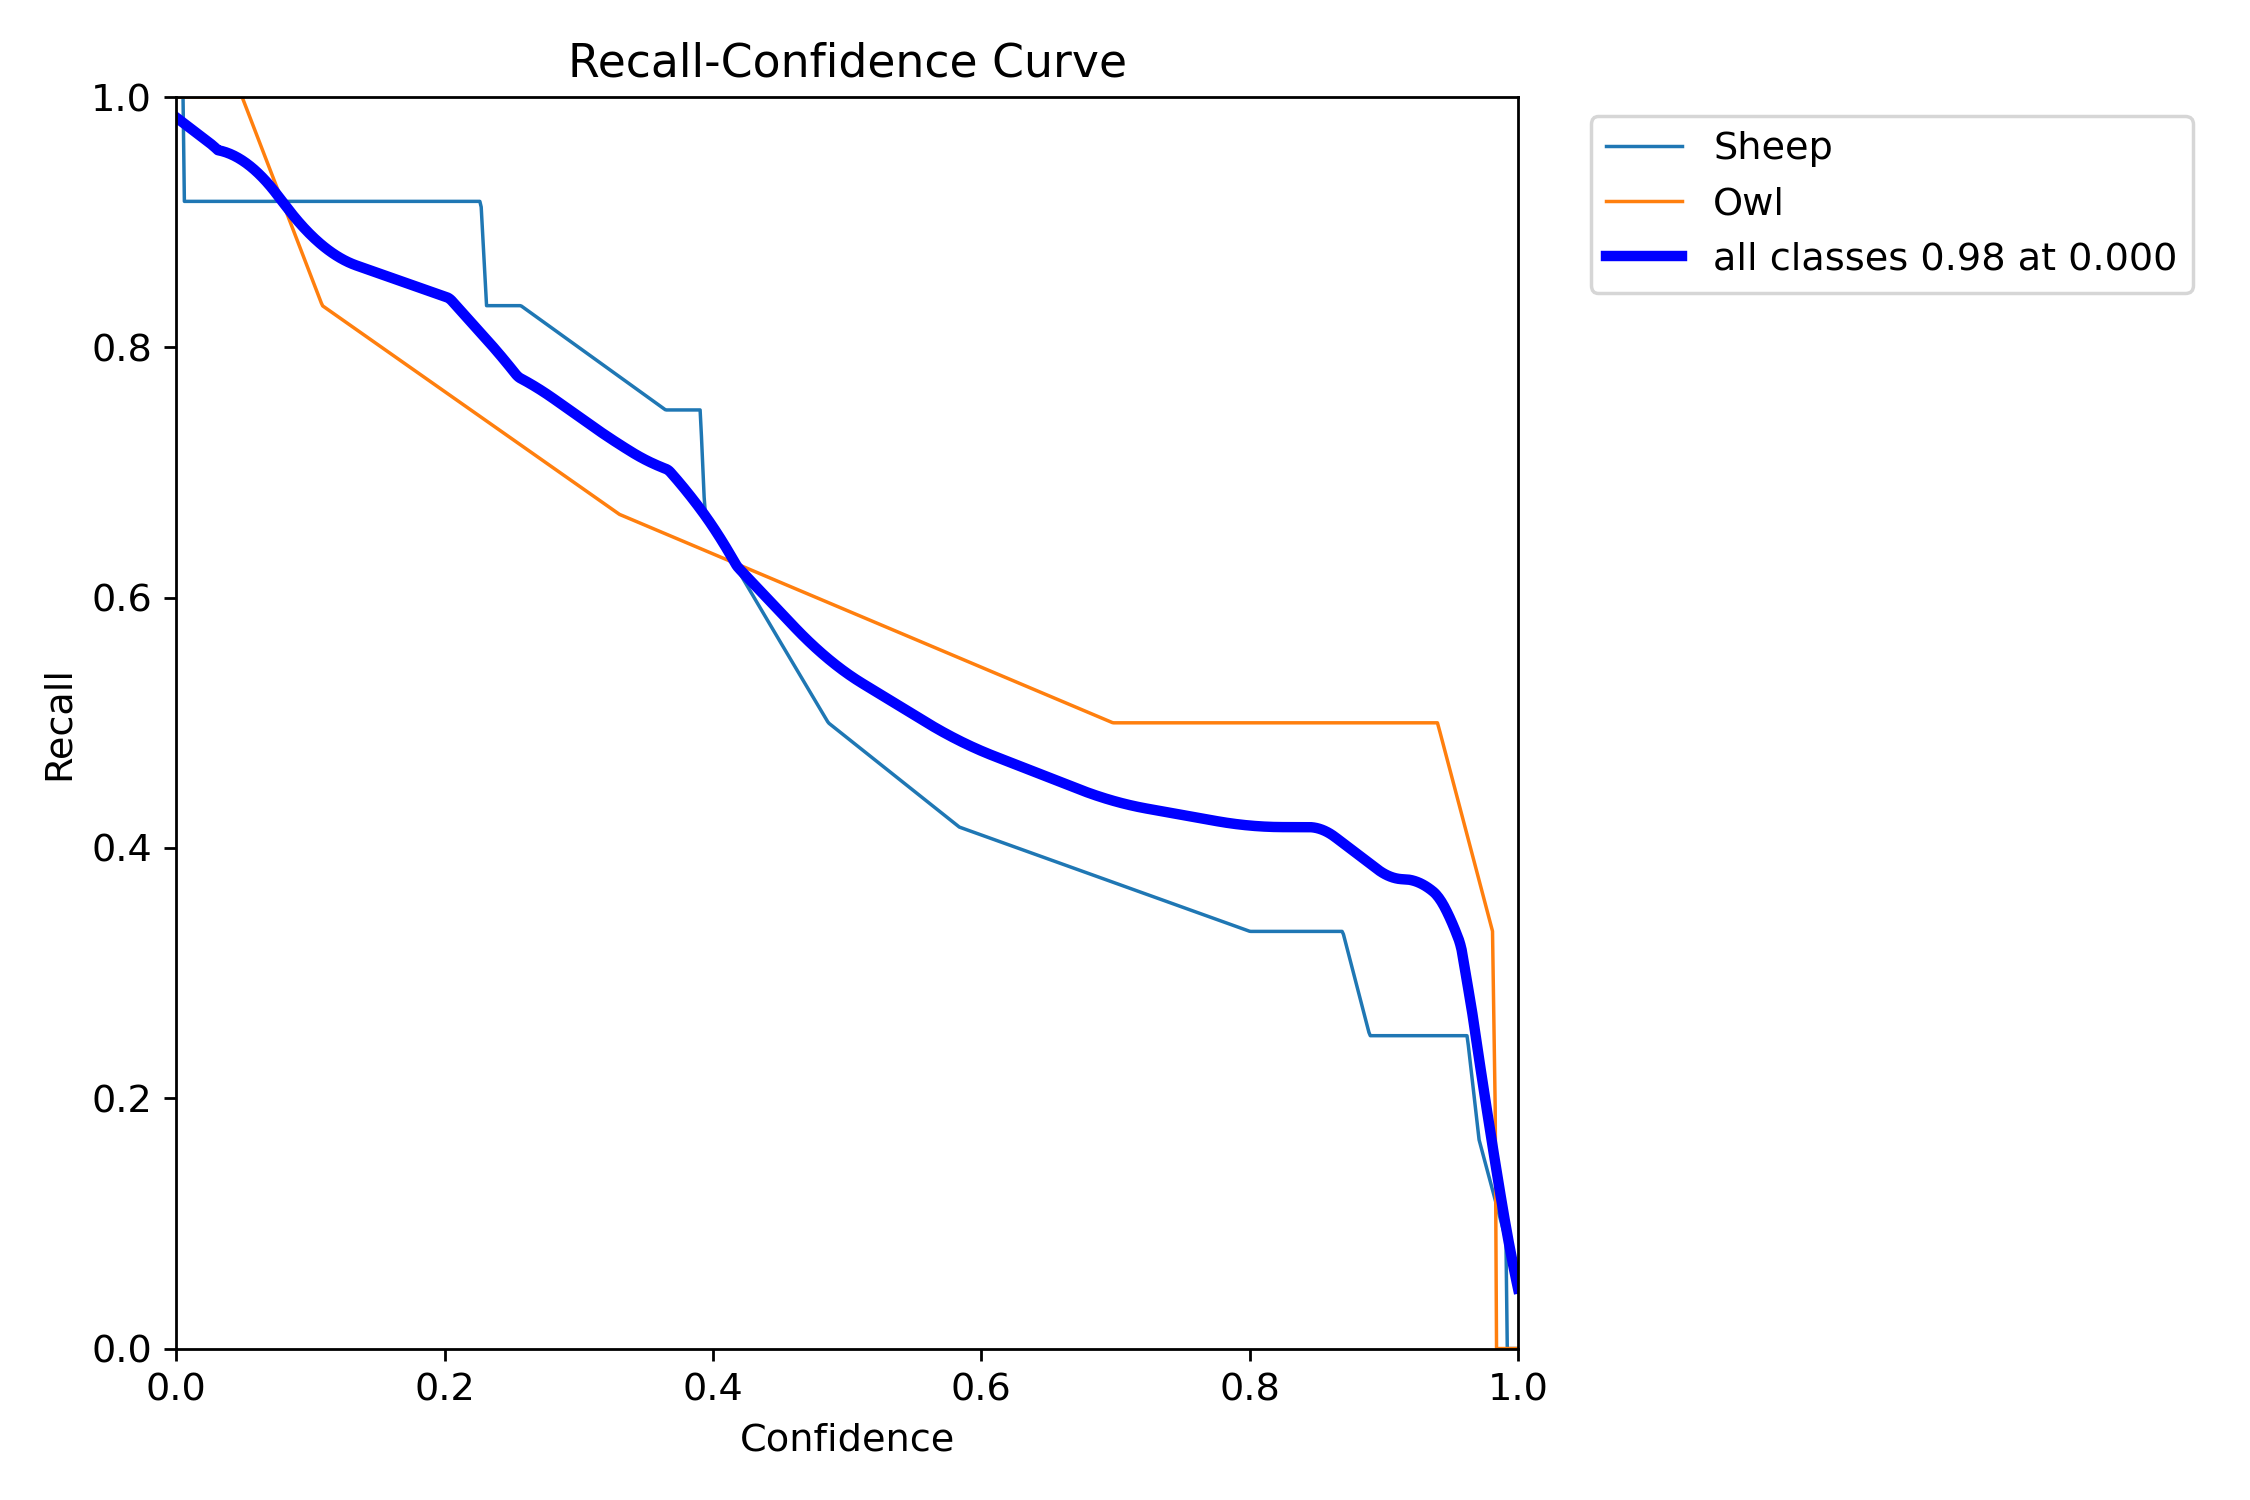 Recall-Confidence Curve
1.0
0.8
0.6
0.4
0.2
0.0
Recall
0.0 0.2 0.4 0.6 0.8 1.0
Confidence
Sheep
Owl
all classes 0.98 at 0.000